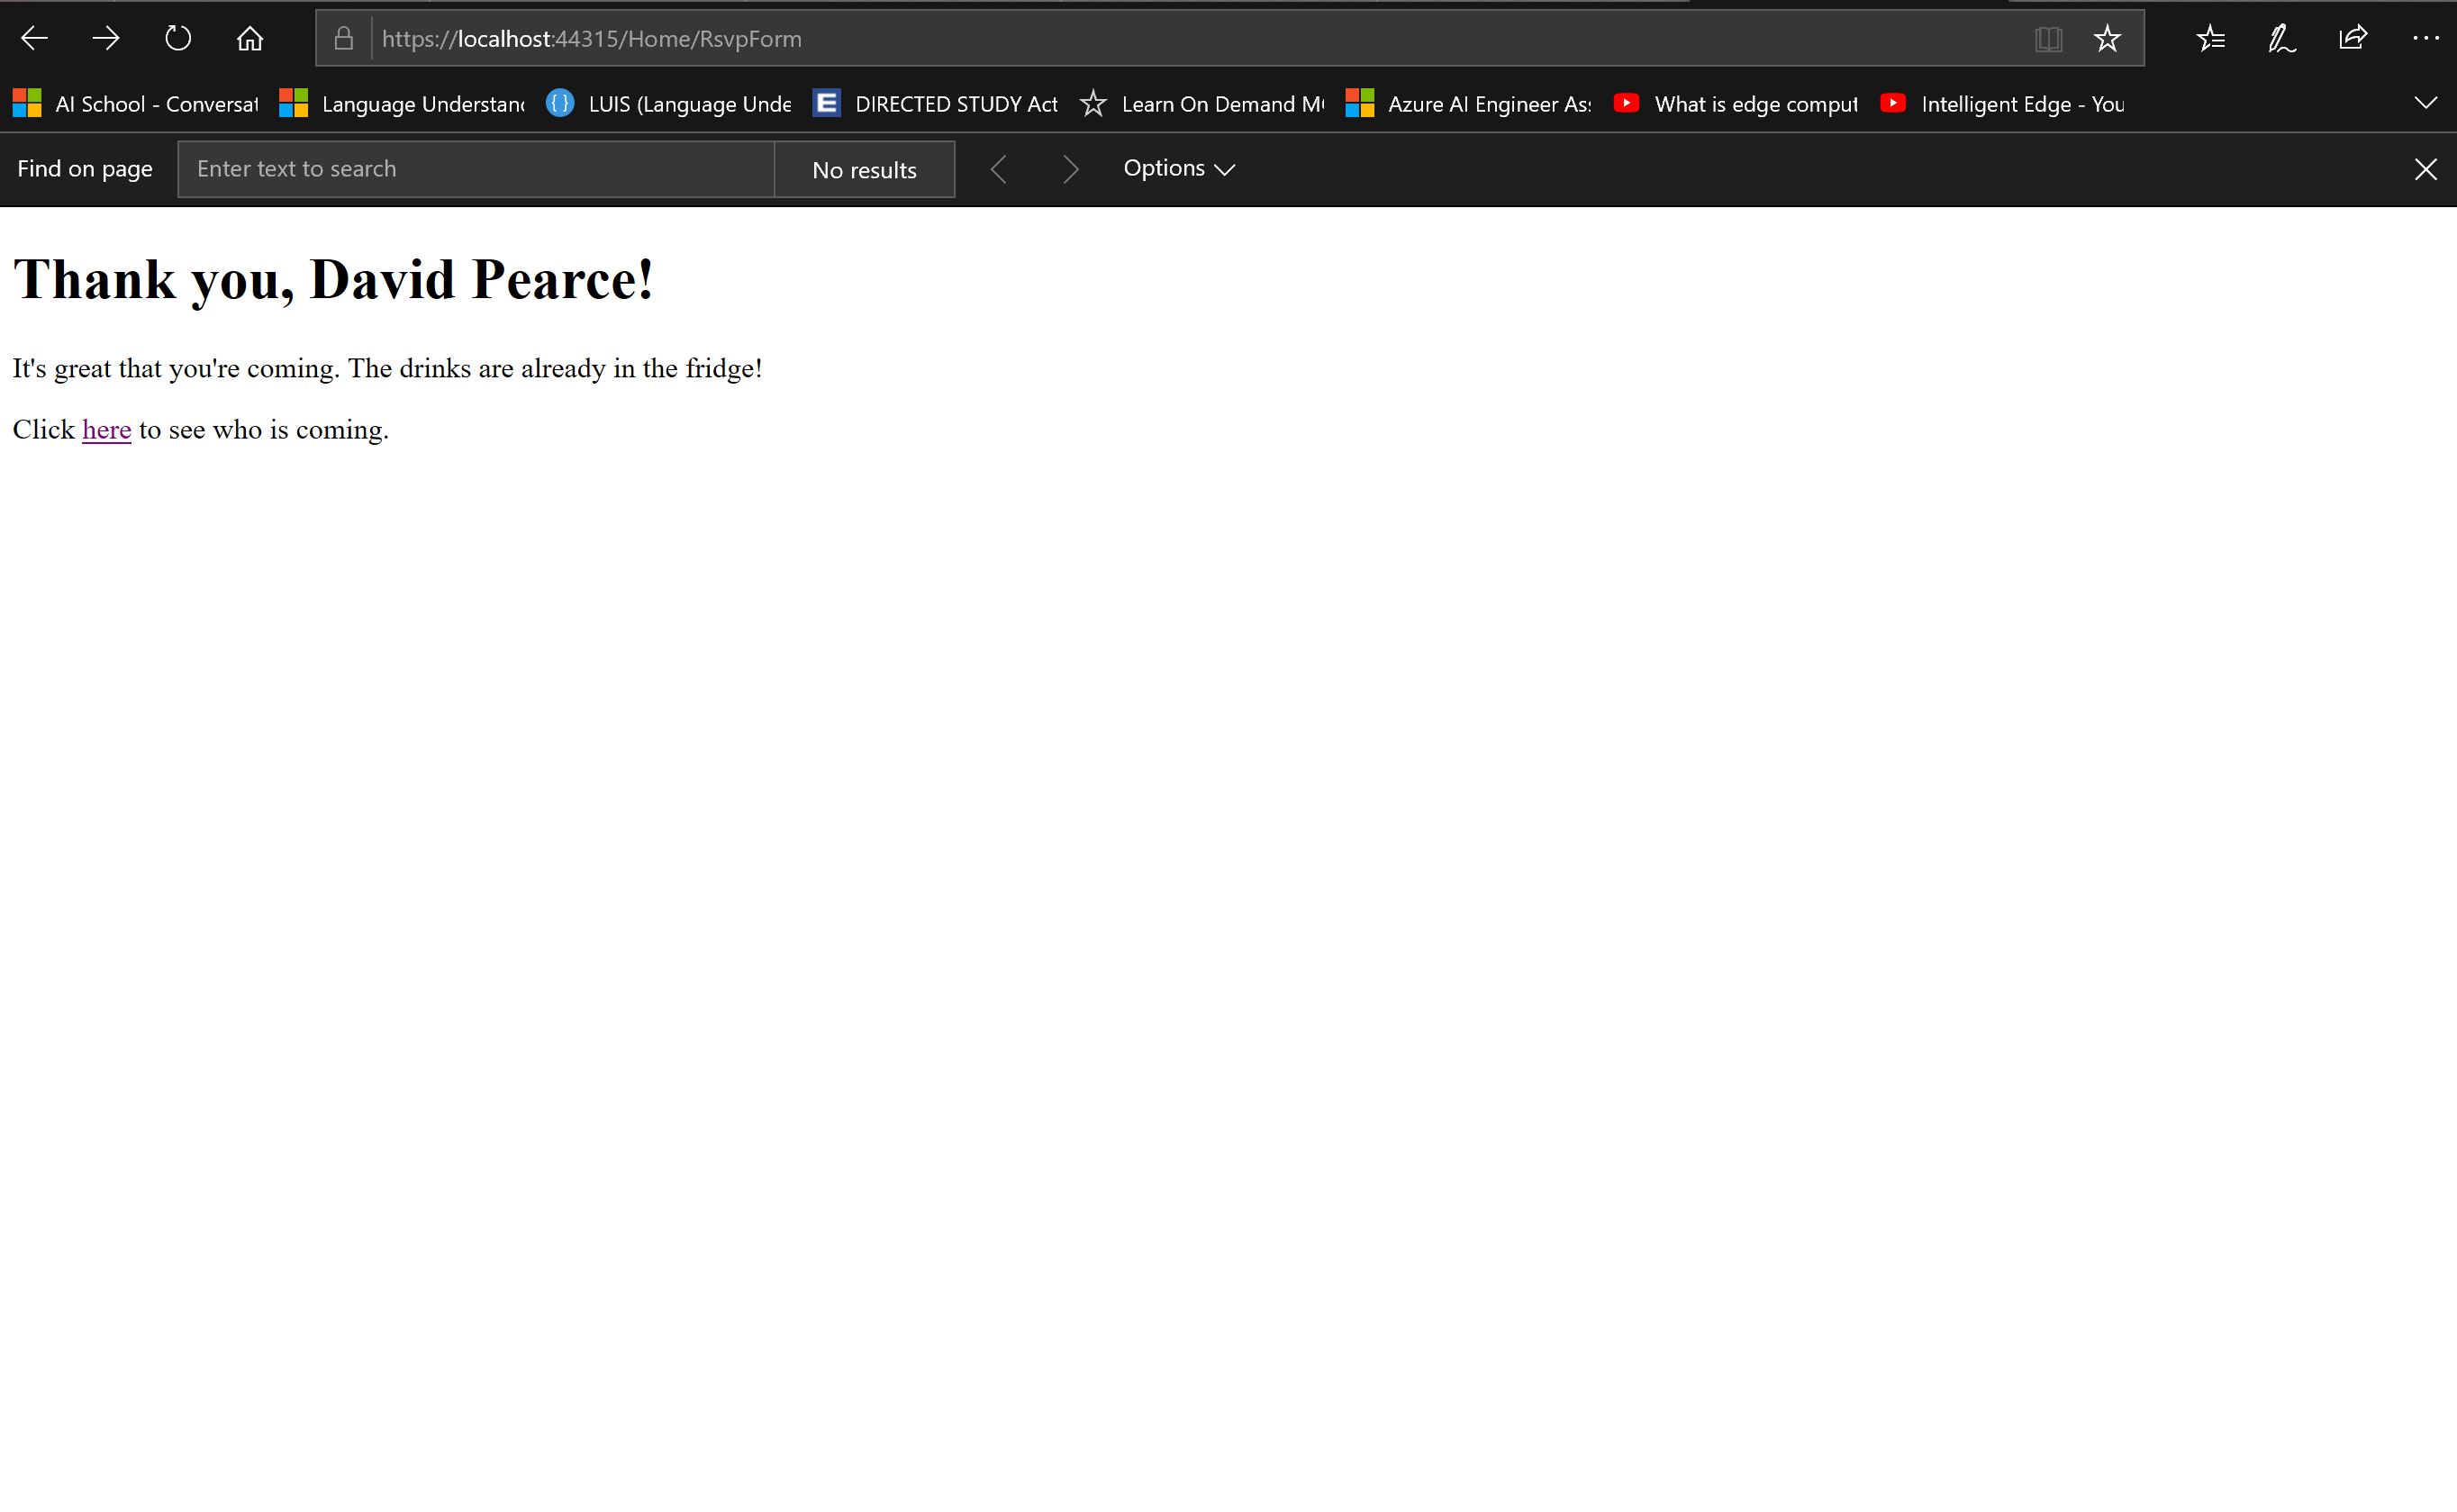 https://localhost:44315/Home/RsvpForm
AI School - Conversat Language Understan LUIS (Language Unde E DIRECTED STUDY Act Learn On Demand M Azure AI Engineer As What is edge comput Intelligent Edge - You
Find on page Enter text to search No results Options
Thank you, David Pearce!
It's great that you're coming. The drinks are already in the fridge!
Click here to see who is coming.